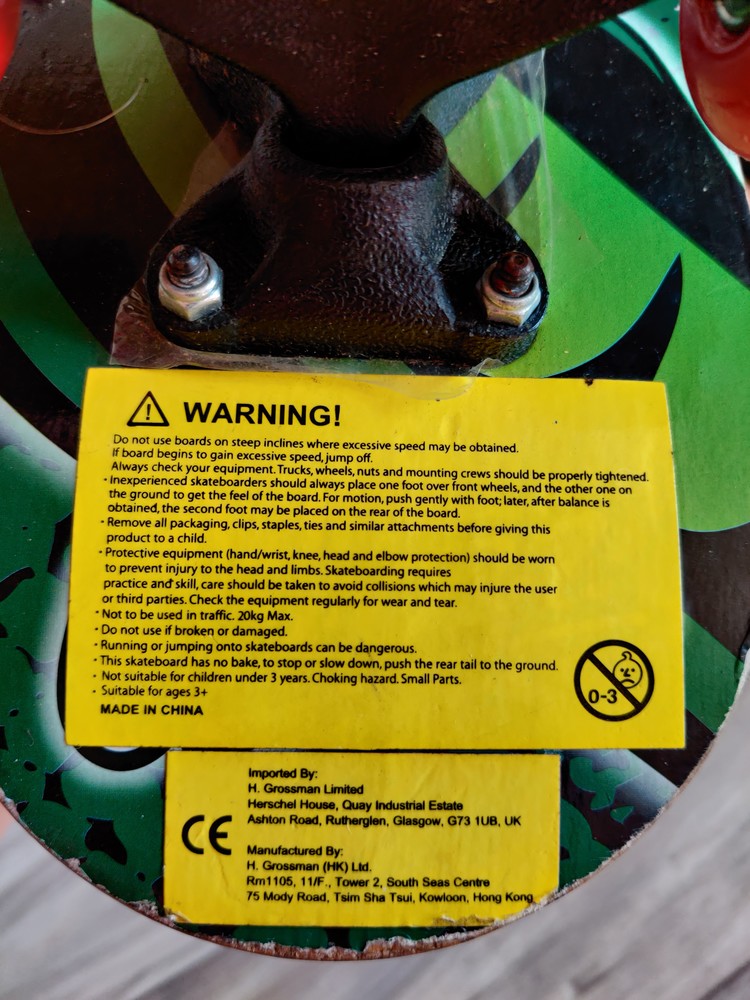 WARNING!
Do not use boards on steep inclines where excessive speed may be obtained.
If board begins to gain excessive speed, jump off.
Always check your equipment. Trucks, wheels, nuts and mounting crews should be properly tightened.
· Inexperienced skateboarders should always place one foot over front wheels, and the other one on
the ground to get the feel of the board. For motion, push gently with foot; later, after balance is
obtained, the second foot may be placed on the rear of the board.
· Remove all packaging, clips, staples, ties and similar attachments before giving this
product to a child.
· Protective equipment (hand/wrist, knee, head and elbow protection) should be worn
to prevent injury to the head and limbs. Skateboarding requires
practice and skill, care should be taken to avoid collisions which may injure the user
or third parties. Check the equipment regularly for wear and tear.
· Not to be used in traffic. 20kg Max.
· Do not use if broken or damaged.
· Running or jumping onto skateboards can be dangerous.
· This skateboard has no bake, to stop or slow down, push the rear tail to the ground.
· Not suitable for children under 3 years. Choking hazard. Small Parts.
· Suitable for ages 3+
MADE IN CHINA
0-3
CE
Imported By:
H. Grossman Limited
Herschel House, Quay Industrial Estate
Ashton Road, Rutherglen, Glasgow, G73 1UB, UK
Manufactured By:
H. Grossman (HK) Ltd.
Rm1105, 11/F., Tower 2, South Seas Centre
75 Mody Road, Tsim Sha Tsui, Kowloon, Hong Kong